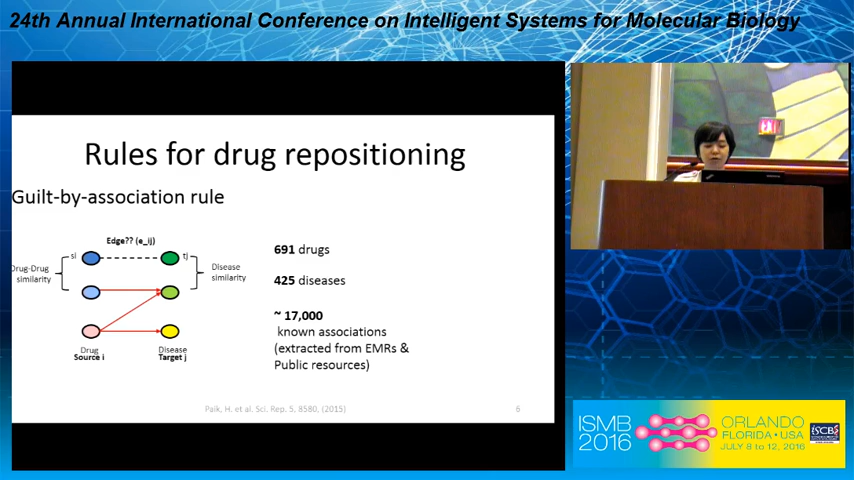 24th Annual International Conference on Intelligent Systems for Molecular Biology
Rules for drug repositioning
Guilt-by-association rule
Edge?? (e_ij)
si
tj
Drug-Drug
similarity
Disease
similarity
Drug
Source i
Disease
Target j
691 drugs
425 diseases
~ 17,000
known associations
(extracted from EMRs &
Public resources)
Paik, H. et al. Sci. Rep. 5, 8580, (2015)
6
ISMB
2016
ORLANDO
FLORIDA • USA
JULY 8 to 12, 2016
ISCB